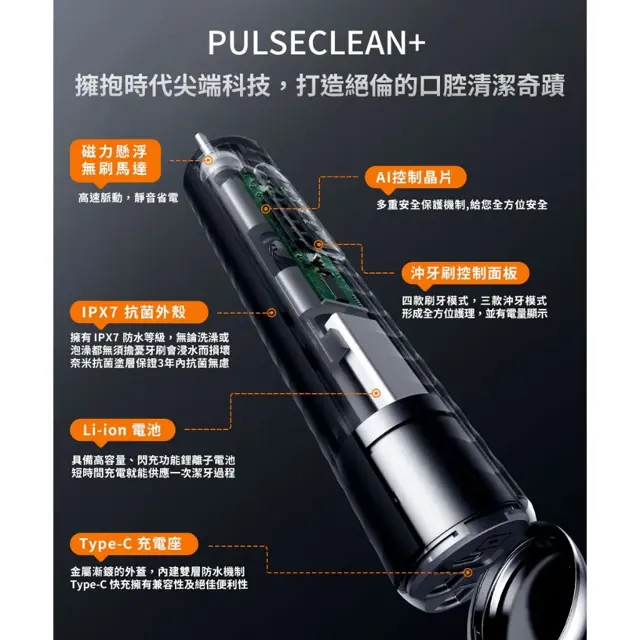 PULSECLEAN+
擁抱時代尖端科技，打造絕倫的口腔清潔奇蹟
磁力懸浮
無刷馬達
高速脈動，靜音省電
AI控制晶片
多重安全保護機制,給您全方位安全
沖牙刷控制面板
四款刷牙模式，三款沖牙模式
形成全方位護理，並有電量顯示
IPX7 抗菌外殼
擁有 IPX7 防水等級，無論洗澡或
泡澡都無須擔憂牙刷會浸水而損壞
奈米抗菌塗層保證3年內抗菌無慮
Li-ion 電池
具備高容量、閃充功能鋰離子電池
短時間充電就能供應一次潔牙過程
Type-C 充電座
金屬漸鍍的外蓋，內建雙層防水機制
Type-C 快充擁有兼容性及絕佳便利性